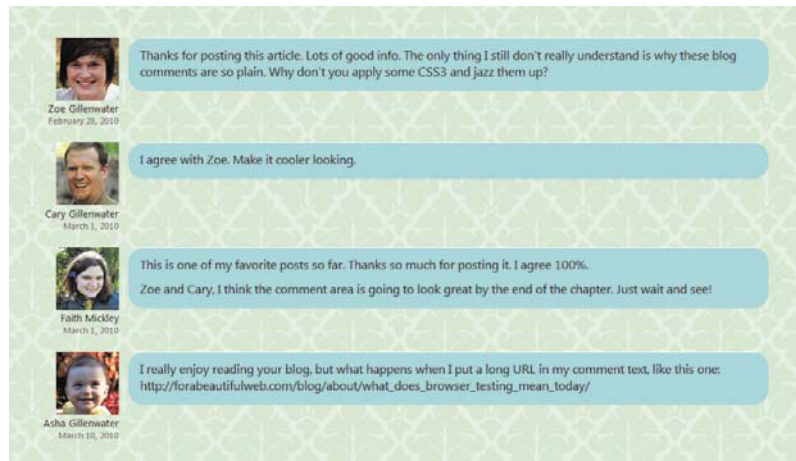 Thanks for posting this article. Lots of good info. The only thing I still don't really understand is why these blog
comments are so plain. Why don't you apply some CSS3 and jazz them up?
Zoe Gillenwater
February 28, 2010
I agree with Zoe. Make it cooler looking.
Cary Gillenwater
March 1, 2010
This is one of my favorite posts so far. Thanks so much for posting it. I agree 100%.
Zoe and Cary, I think the comment area is going to look great by the end of the chapter. Just wait and see!
Faith Mickley
March 1, 2010
I really enjoy reading your blog, but what happens when I put a long URL in my comment text, like this one:
http://forabeautifulweb.com/blog/about/what_does_browser_testing_mean_today/
Asha Gillenwater
March 10, 2010